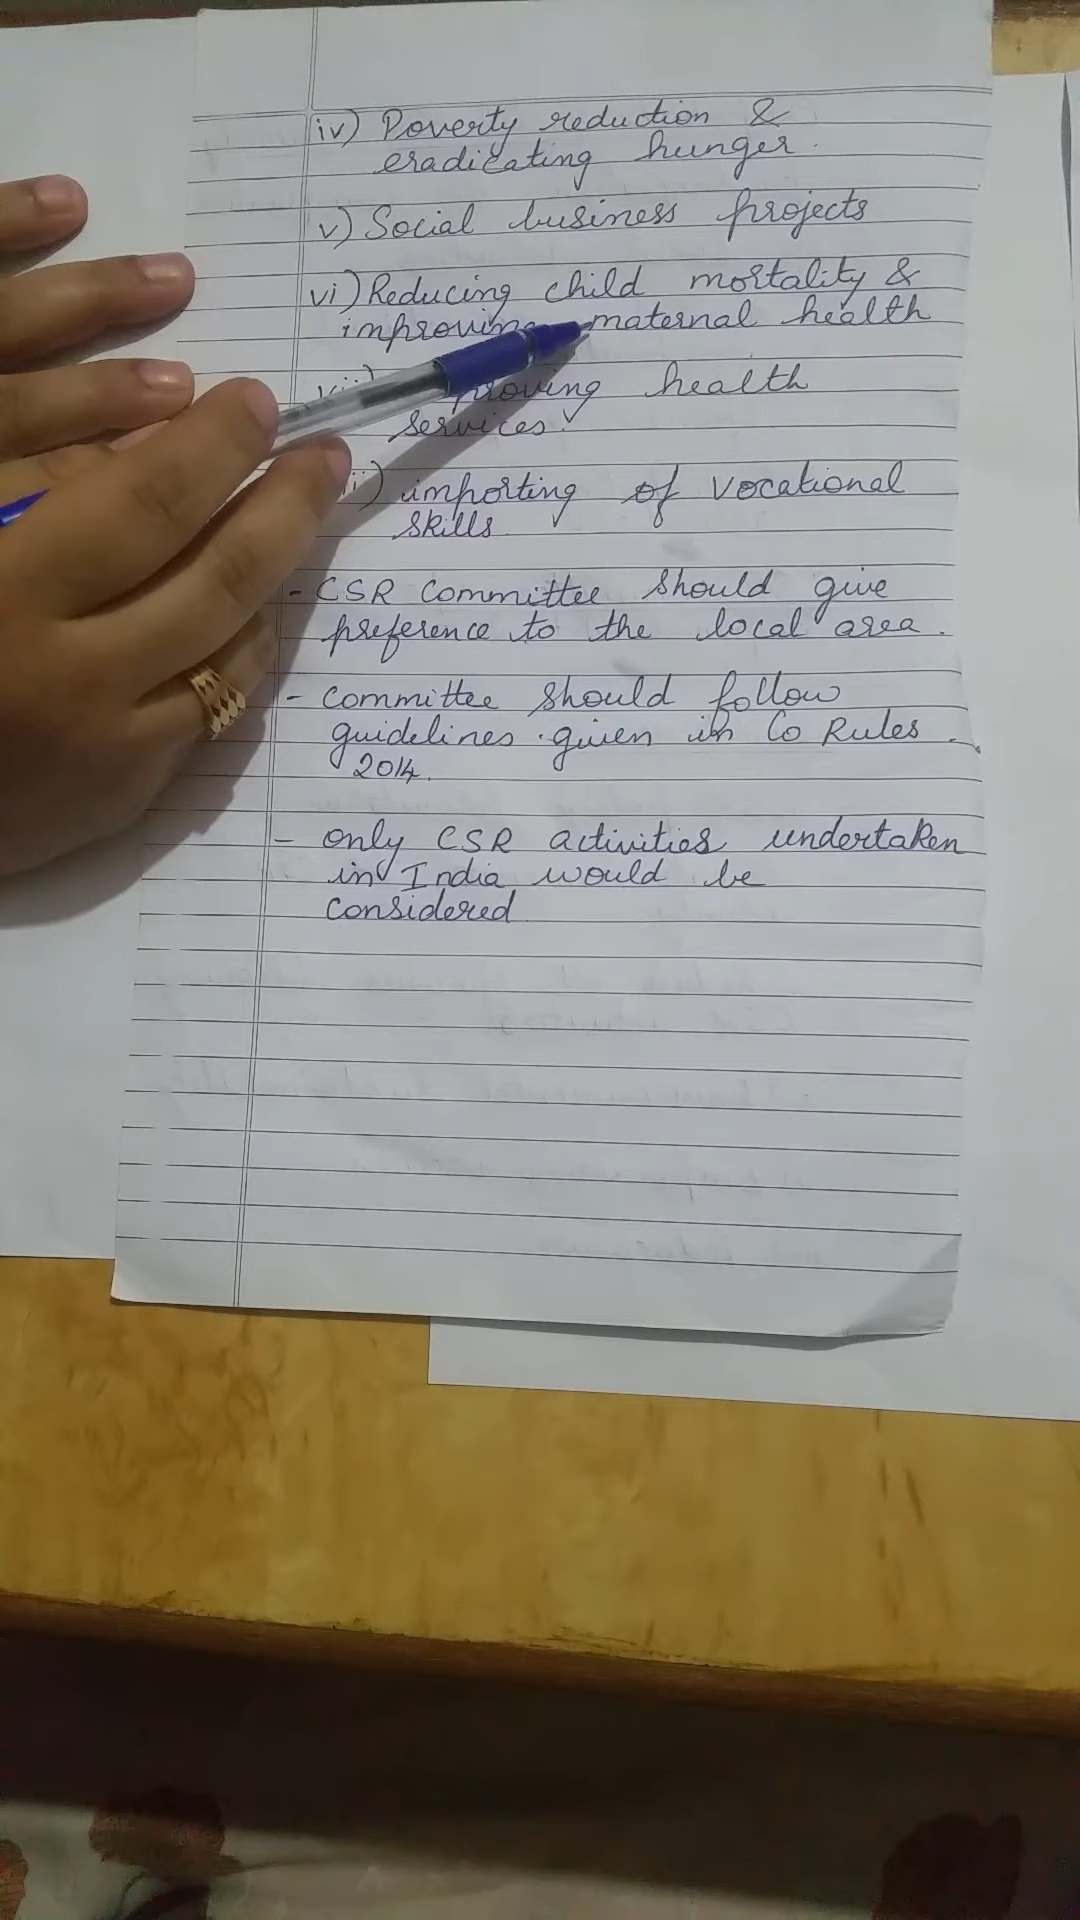 iv) Poverty reduction &
eradicating hunger.
v) Social business projects
vi) Reducing child mortality &
improving maternal health
health
services.
importing of vocational
skills.
- CSR Committee should give
preference to the local area.
- committee should follow
guidelines given in Co Rules.
2014.
- only CSR activities undertaken
in India would be
considered